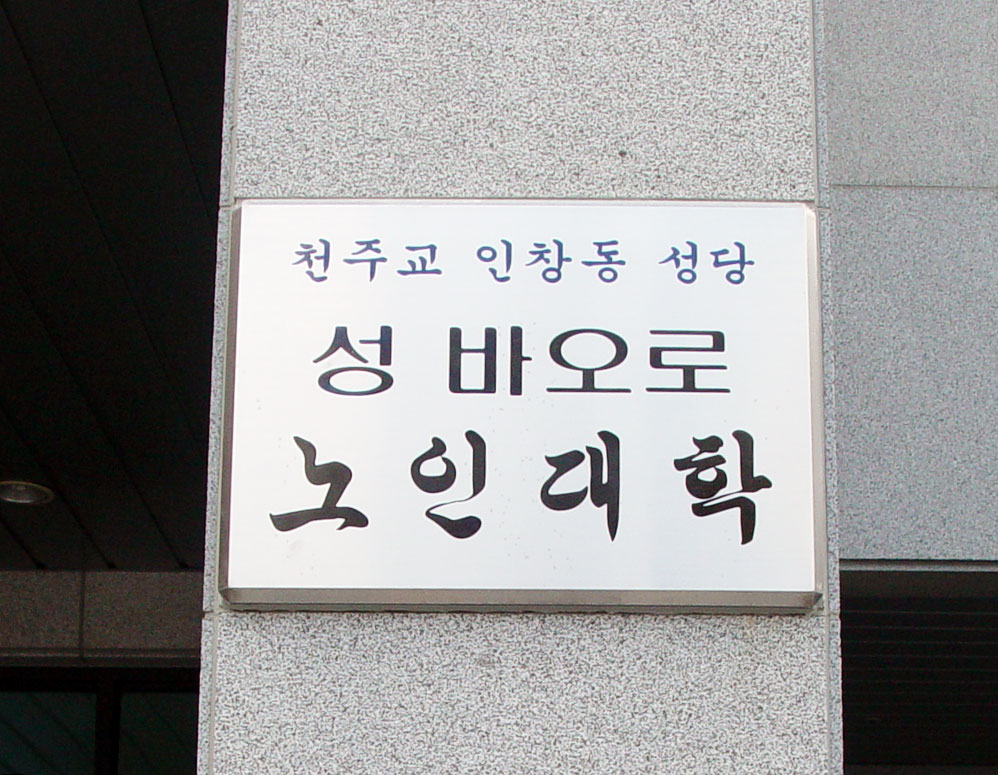 천주교 인창동 성당
성 바오로
노인대학